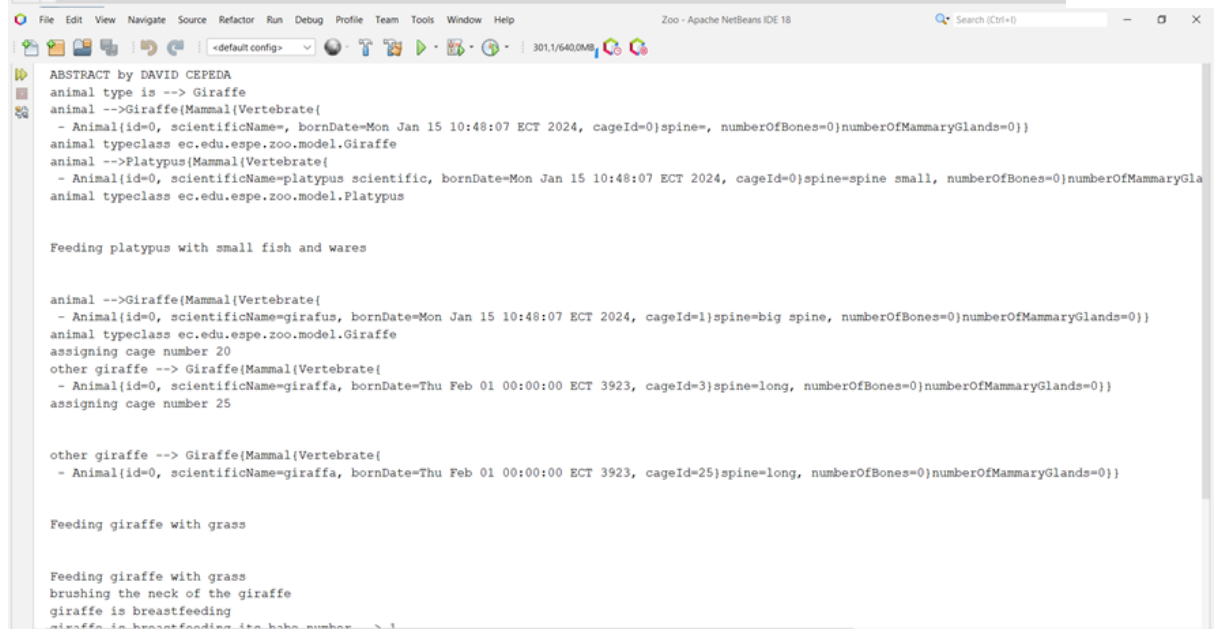 File Edit View Navigate Source Refactor Run Debug Profile Team Tools Window Help Zoo - Apache NetBeans IDE 18 Search (Ctrl+I)
<default config> 301,1/640,0MB
ABSTRACT by DAVID CEPEDA
animal type is --> Giraffe
animal -->Giraffe{Mammal{Vertebrate{
- Animal{id=0, scientificName=, bornDate=Mon Jan 15 10:48:07 ECT 2024, cageId=0}spine=, numberOfBones=0}numberOfMammaryGlands=0}}
animal typeclass ec.edu.espe.zoo.model.Giraffe
animal -->Platypus{Mammal{Vertebrate{
- Animal{id=0, scientificName=platypus scientific, bornDate=Mon Jan 15 10:48:07 ECT 2024, cageId=0}spine=spine small, numberOfBones=0}numberOfMammaryGla
animal typeclass ec.edu.espe.zoo.model.Platypus
Feeding platypus with small fish and wares
animal -->Giraffe{Mammal{Vertebrate{
- Animal{id=0, scientificName=girafus, bornDate=Mon Jan 15 10:48:07 ECT 2024, cageId=1}spine=big spine, numberOfBones=0}numberOfMammaryGlands=0}}
animal typeclass ec.edu.espe.zoo.model.Giraffe
assigning cage number 20
other giraffe --> Giraffe{Mammal{Vertebrate{
- Animal{id=0, scientificName=giraffa, bornDate=Thu Feb 01 00:00:00 ECT 3923, cageId=3}spine=long, numberOfBones=0}numberOfMammaryGlands=0}}
assigning cage number 25
other giraffe --> Giraffe{Mammal{Vertebrate{
- Animal{id=0, scientificName=giraffa, bornDate=Thu Feb 01 00:00:00 ECT 3923, cageId=25}spine=long, numberOfBones=0}numberOfMammaryGlands=0}}
Feeding giraffe with grass
Feeding giraffe with grass
brushing the neck of the giraffe
giraffe is breastfeeding
giraffe is breastfeeding its babe number --> 1